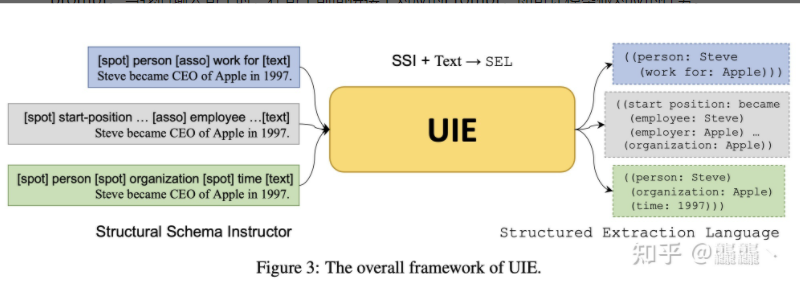 [spot] person [asso] work for [text]
Steve became CEO of Apple in 1997.
[spot] start-position … [asso] employee …[text]
Steve became CEO of Apple in 1997.
[spot] person [spot] organization [spot] time [text]
Steve became CEO of Apple in 1997.
Structural Schema Instructor
SSI + Text → SEL
UIE
((person: Steve
(work for: Apple)))
((start position: became
(employee: Steve)
(employer: Apple) …
(organization: Apple))
((person: Steve)
(organization: Apple)
(time: 1997)))
Structured Extraction Language
知乎 @龘龘丶
Figure 3: The overall framework of UIE.